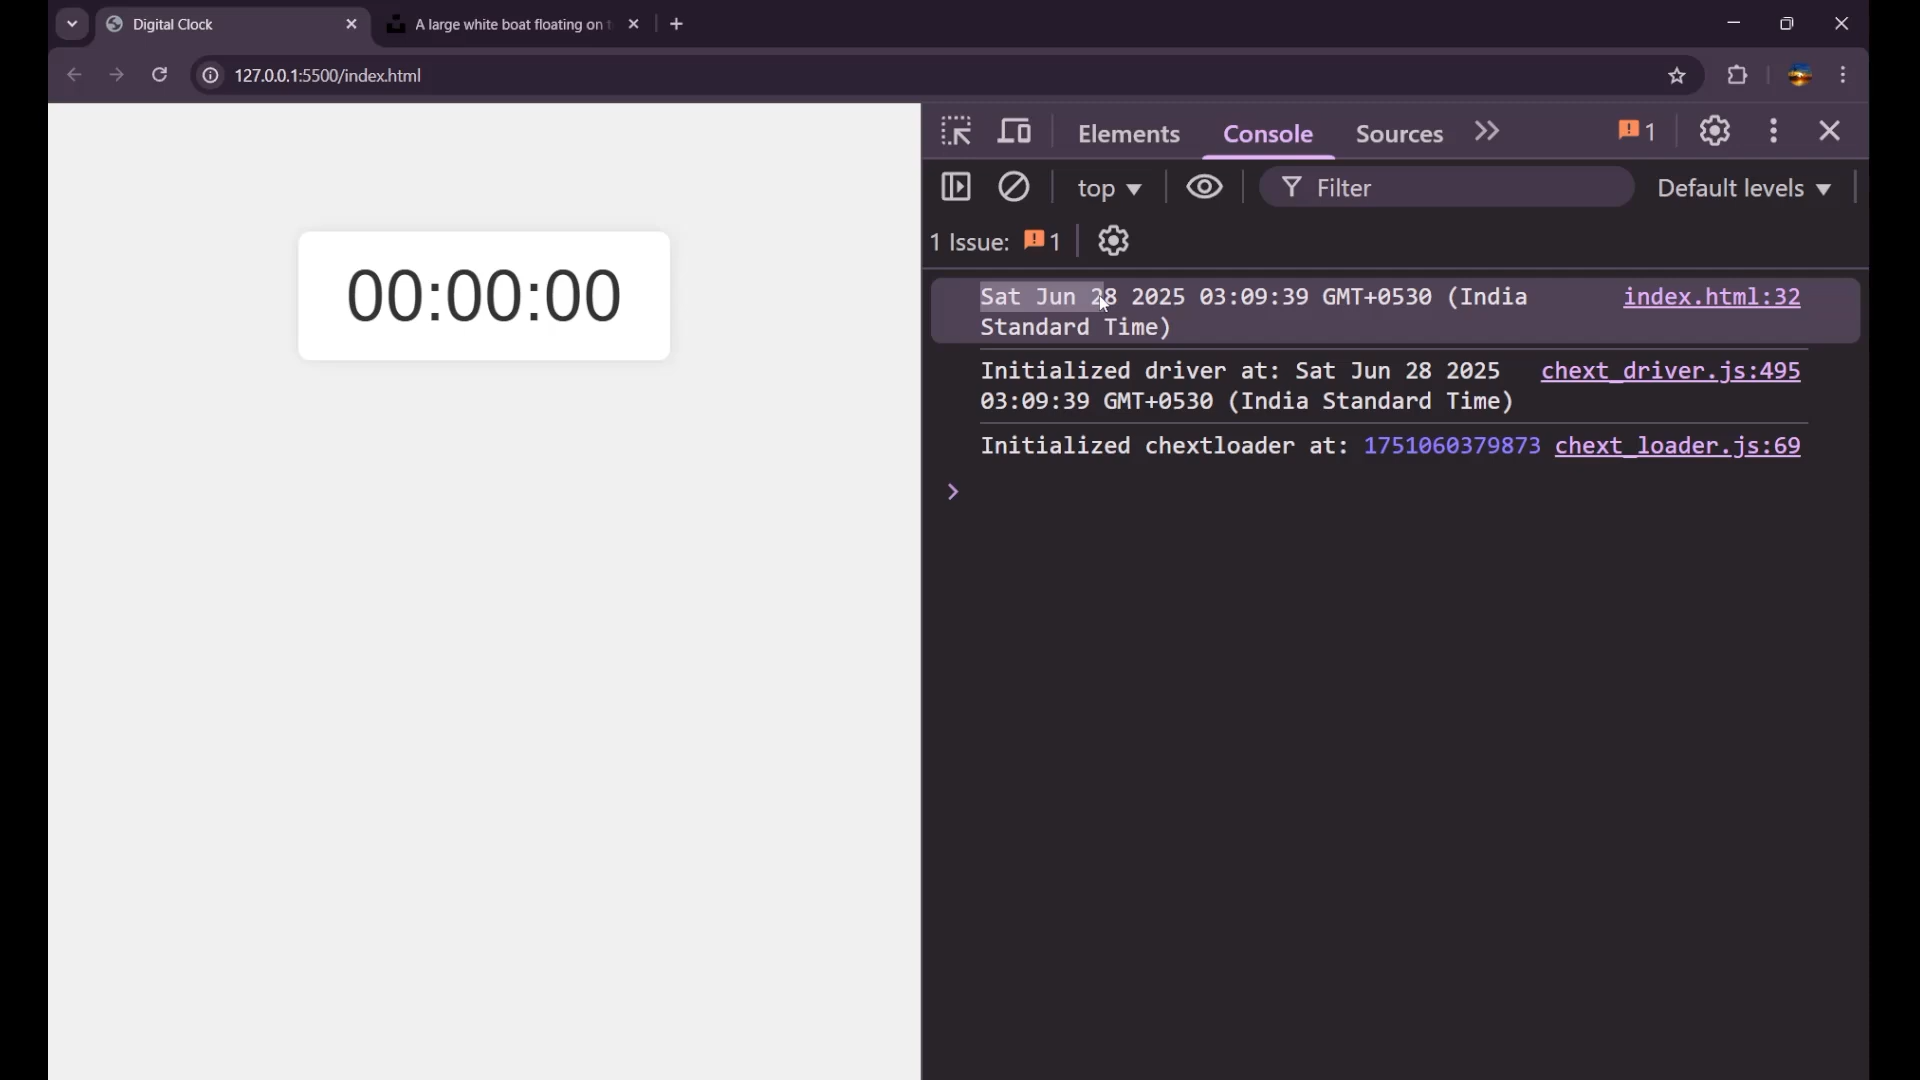 Digital Clock
A large white boat floating on
127.0.0.1:5500/index.html
Elements
Console
Sources
1
top
Filter
Default levels
1 Issue: 1
00:00:00
Sat Jun 28 2025 03:09:39 GMT+0530 (India index.html:32
Standard Time)
Initialized driver at: Sat Jun 28 2025 chext_driver.js:495
03:09:39 GMT+0530 (India Standard Time)
Initialized chextloader at: 1751060379873 chext_loader.js:69